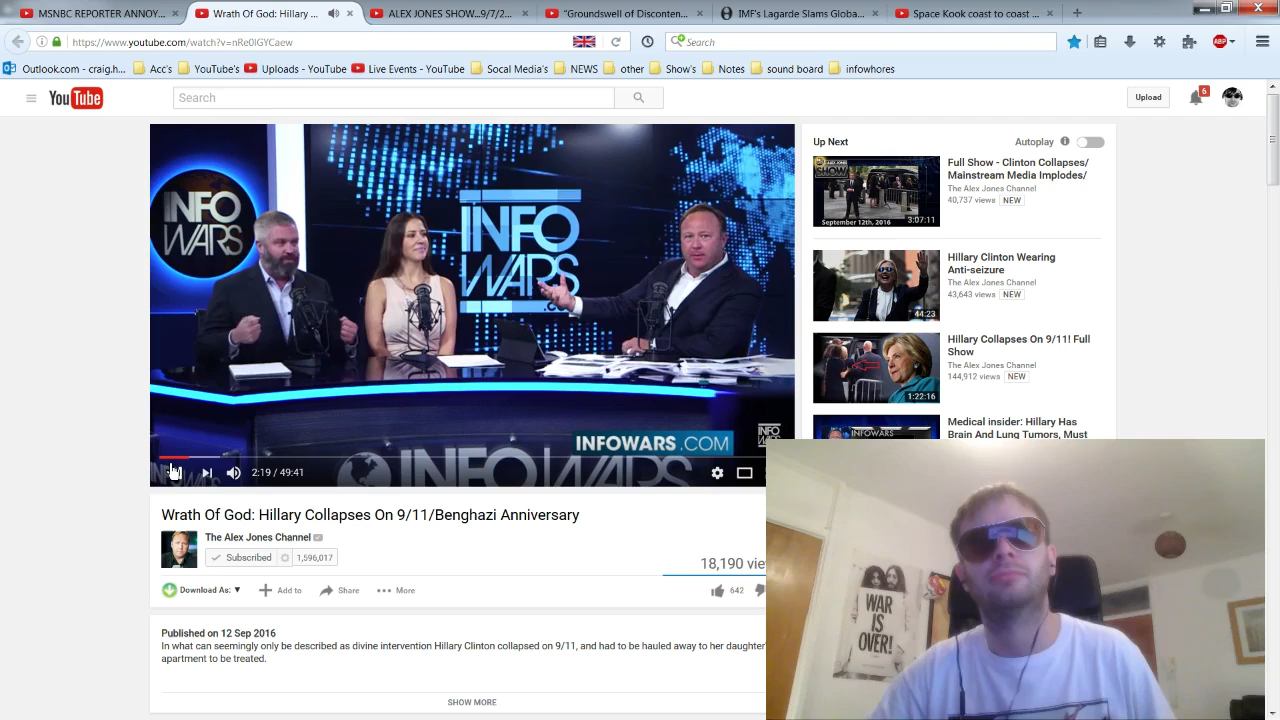 MSNBC REPORTER ANNOY...
Wrath Of God: Hillary ...
ALEX JONES SHOW...9/7/2...
"Groundswell of Disconten...
IMF's Lagarde Slams Globa...
Space Kook coast to coast ...
https://www.youtube.com/watch?v=nRe0lGYCaew
Search
ABP
Outlook.com - craig.h...
Acc's
YouTube's
Uploads - YouTube
Live Events - YouTube
Socal Media's
NEWS
other
Show's
Notes
sound board
infowhores
YouTube
Search
Upload
6
INFO
WARS
INFO
WARS
.CO
INFOWARS.COM
INFOWARS
2:19 / 49:41
Up Next
Autoplay
Full Show - Clinton Collapses/
Mainstream Media Implodes/
The Alex Jones Channel
40,737 views NEW
September 12th, 2016
3:07:11
Hillary Clinton Wearing
Anti-seizure
The Alex Jones Channel
43,643 views NEW
44:23
Hillary Collapses On 9/11! Full
Show
The Alex Jones Channel
144,912 views NEW
1:22:16
Medical insider: Hillary Has
Brain And Lung Tumors, Must
INFOWARS
Wrath Of God: Hillary Collapses On 9/11/Benghazi Anniversary
The Alex Jones Channel
Subscribed
1,596,017
18,190 vie
Download As: ▼
Add to
Share
More
642
Published on 12 Sep 2016
In what can seemingly only be described as divine intervention Hillary Clinton collapsed on 9/11, and had to be hauled away to her daughter'
apartment to be treated.
SHOW MORE
WAR
IS
OVER!